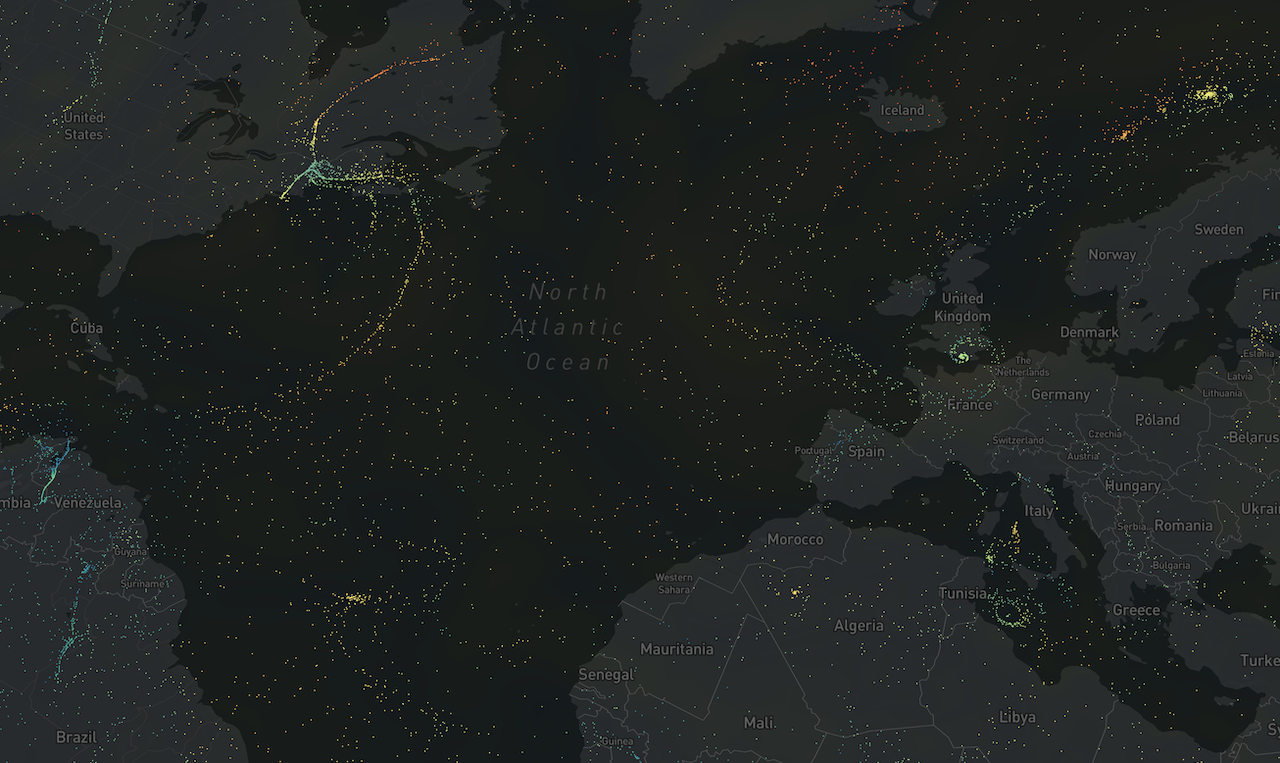 Iceland
United
States
Sweden
Norway
North
Atlantic
Ocean
United
Kingdom
Fin
Cuba
Denmark
Estonia
The
Netherlands
Latvia
Lithuania
Germany
France
Poland
Switzerland
Czechia
Belarus
Portugal
Spain
Austria
Hungary
mbia
Venezuela
Italy
Ukrai
Serbia
Romania
Morocco
Guyana
Bulgaria
Suriname
Western
Sahara
Tunisia
Greece
Algeria
Mauritania
Turke
Senegal
Libya
Mali
Brazil
Guinea
Sy